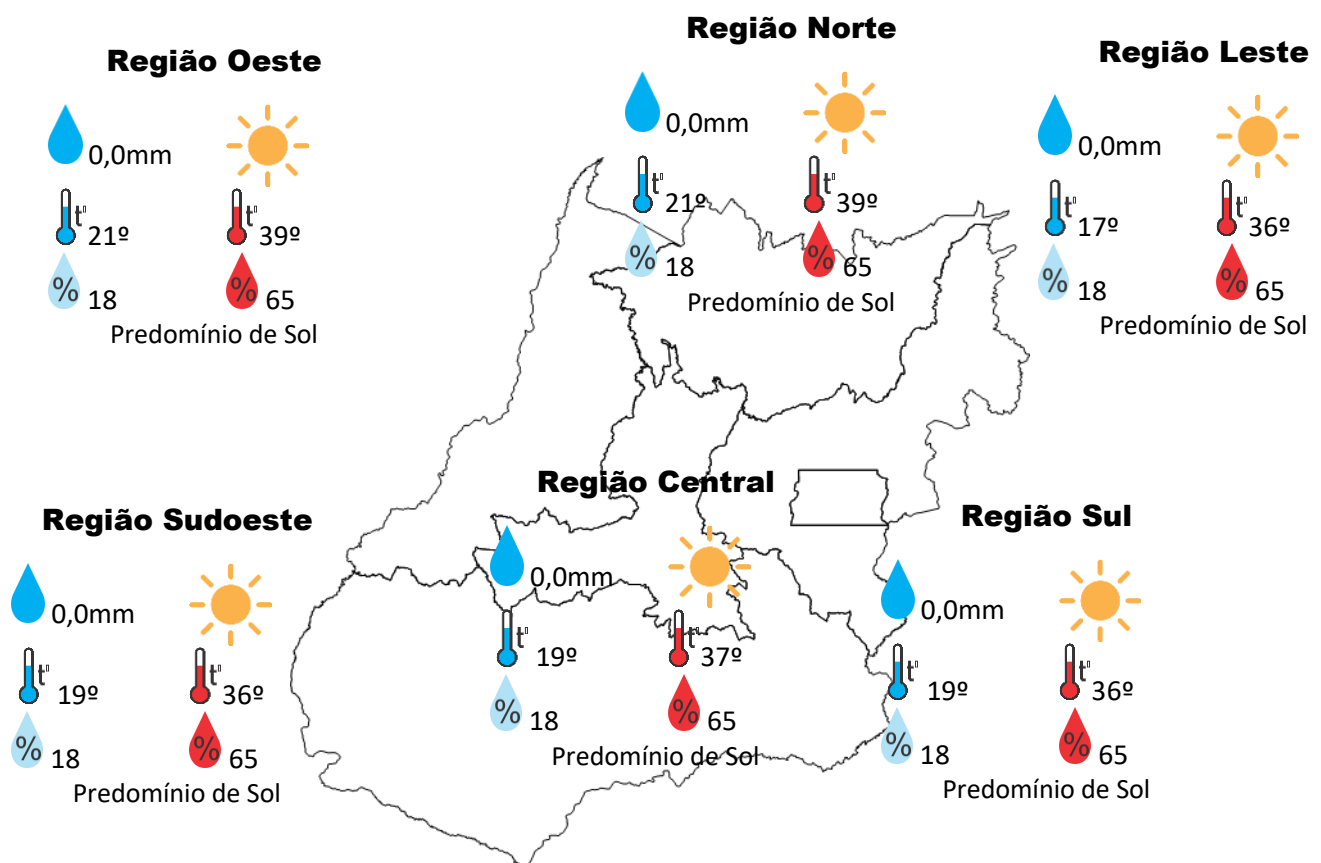 Região Oeste
0,0mm
t° 21º
t° 39º
% 18
% 65
Predomínio de Sol
Região Norte
0,0mm
t° 21º
t° 39º
% 18
% 65
Predomínio de Sol
Região Leste
0,0mm
t° 17º
t° 36º
% 18
% 65
Predomínio de Sol
Região Sudoeste
0,0mm
t° 19º
t° 36º
% 18
% 65
Predomínio de Sol
Região Central
0,0mm
t° 19º
t° 37º
% 18
% 65
Predomínio de Sol
Região Sul
0,0mm
t° 19º
t° 36º
% 18
% 65
Predomínio de Sol